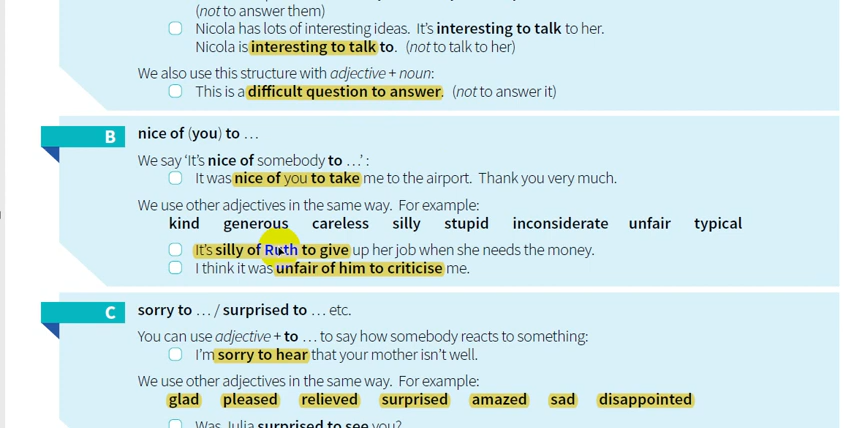 (not to answer them)
Nicola has lots of interesting ideas. It's interesting to talk to her.
Nicola is interesting to talk to. (not to talk to her)
We also use this structure with adjective + noun:
This is a difficult question to answer. (not to answer it)
B nice of (you) to …
We say ‘It's nice of somebody to …’ :
It was nice of you to take me to the airport. Thank you very much.
We use other adjectives in the same way. For example:
kind generous careless silly stupid inconsiderate unfair typical
It's silly of Ruth to give up her job when she needs the money.
I think it was unfair of him to criticise me.
C sorry to … / surprised to … etc.
You can use adjective + to … to say how somebody reacts to something:
I'm sorry to hear that your mother isn't well.
We use other adjectives in the same way. For example:
glad pleased relieved surprised amazed sad disappointed
Was Julia surprised to see you?